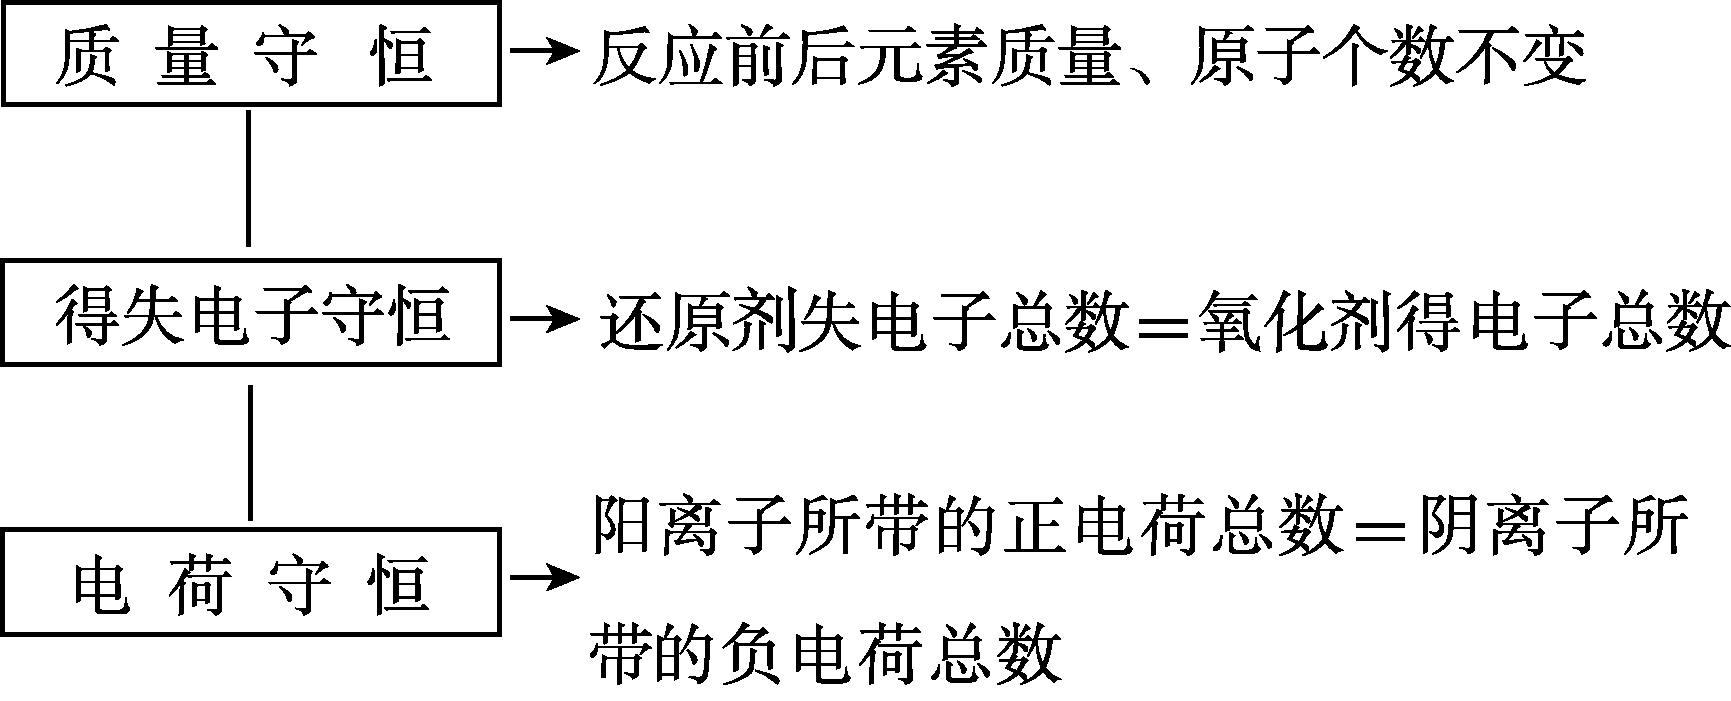 质量守恒
反应前后元素质量、原子个数不变
得失电子守恒
还原剂失电子总数=氧化剂得电子总数
电荷守恒
阳离子所带的正电荷总数=阴离子所
带的负电荷总数